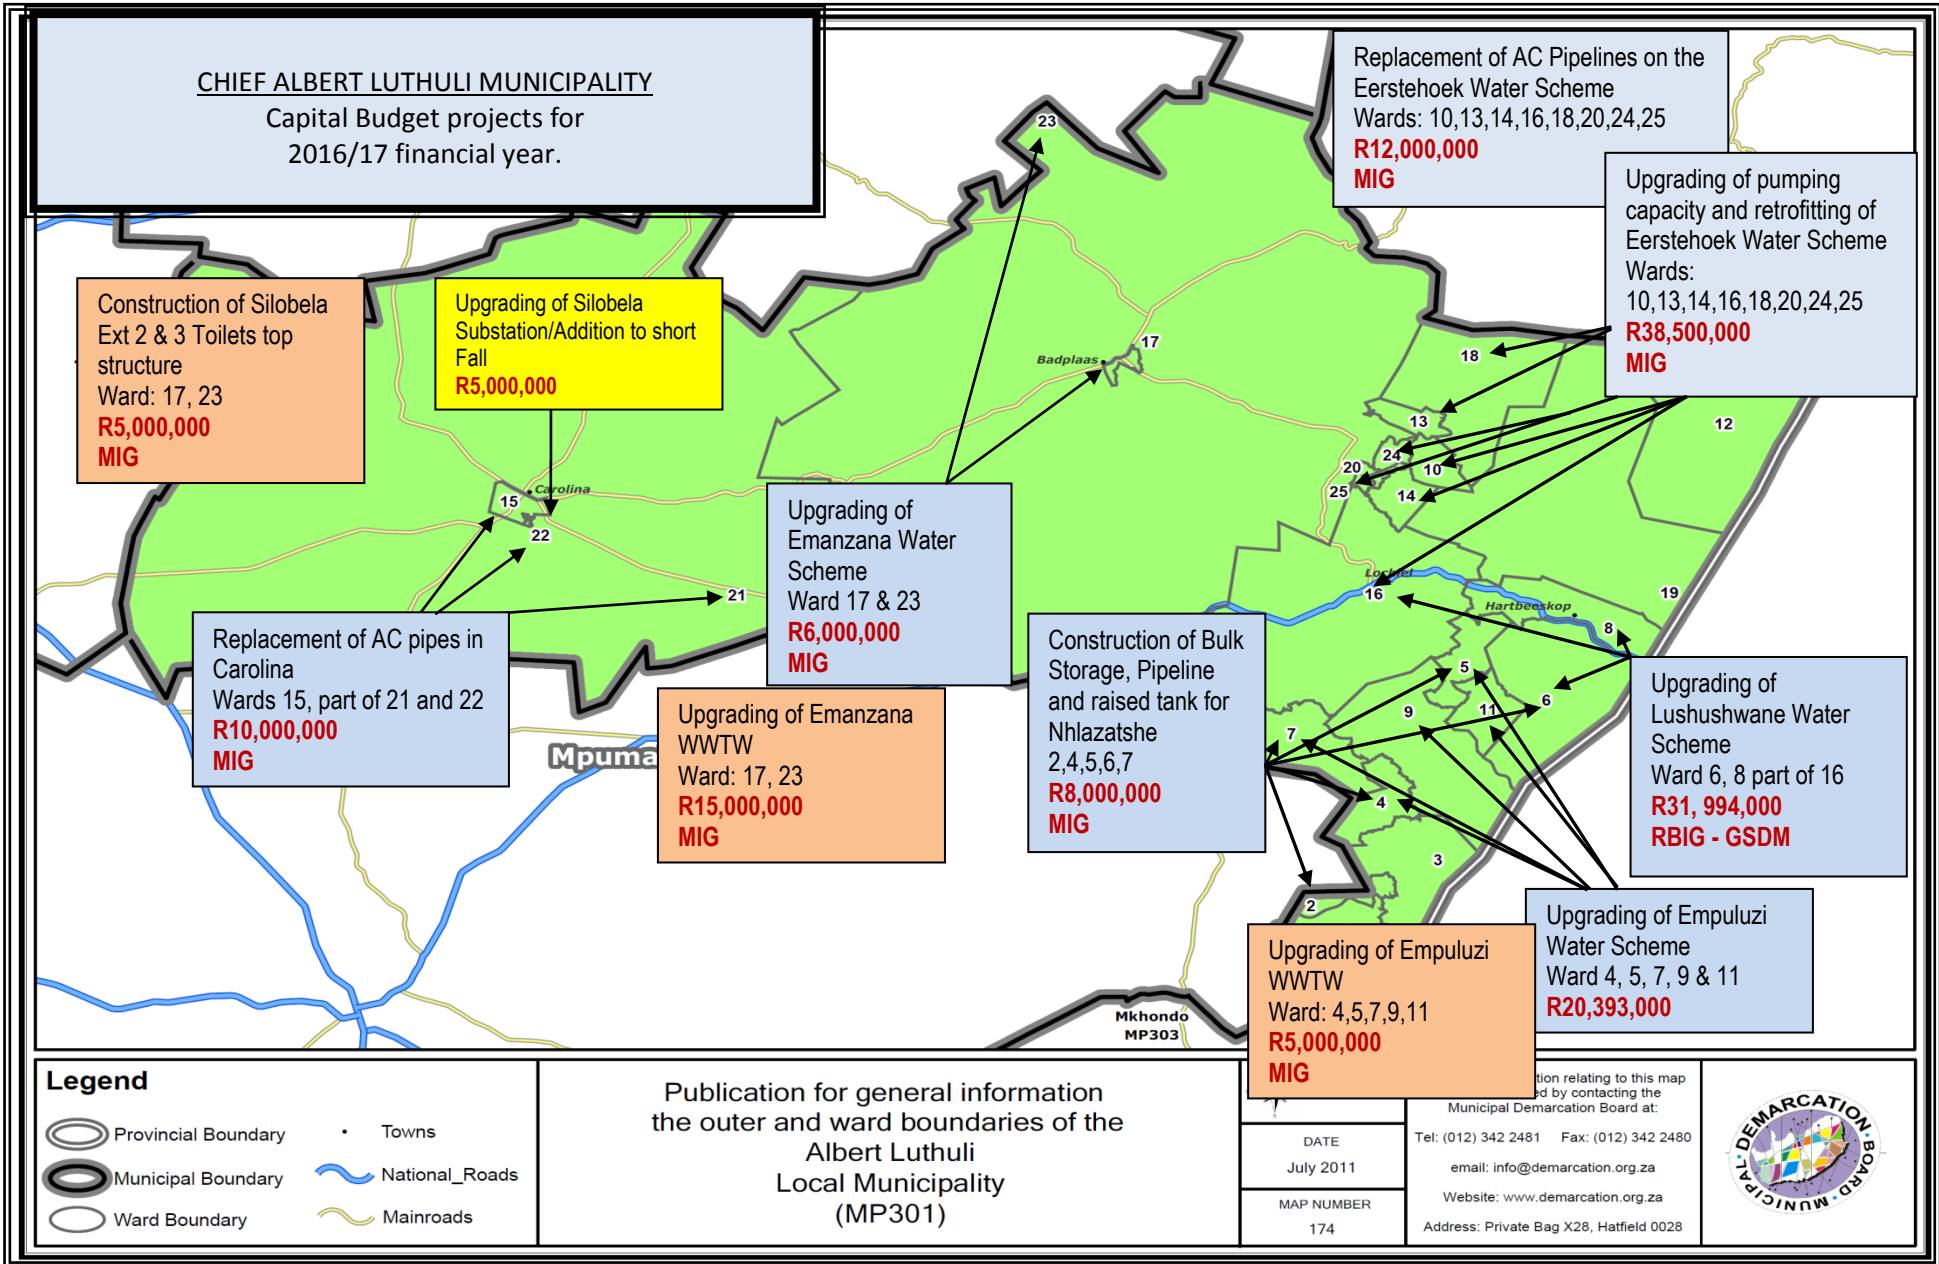 CHIEF ALBERT LUTHULI MUNICIPALITY
Capital Budget projects for
2016/17 financial year.
Replacement of AC Pipelines on the
Eerstehoek Water Scheme
Wards: 10,13,14,16,18,20,24,25
R12,000,000
MIG
Upgrading of pumping
capacity and retrofitting of
Eerstehoek Water Scheme
Wards:
10,13,14,16,18,20,24,25
R38,500,000
MIG
Construction of Silobela
Ext 2 & 3 Toilets top
structure
Ward: 17, 23
R5,000,000
MIG
Upgrading of Silobela
Substation/Addition to short
Fall
R5,000,000
23
17
Badplaas
18
13
12
24
20
10
25
14
Carolina
15
22
21
Lochiel
16
19
Hartbeeskop
8
5
6
9
11
7
4
3
2
Upgrading of
Emanzana Water
Scheme
Ward 17 & 23
R6,000,000
MIG
Replacement of AC pipes in
Carolina
Wards 15, part of 21 and 22
R10,000,000
MIG
Construction of Bulk
Storage, Pipeline
and raised tank for
Nhlazatshe
2,4,5,6,7
R8,000,000
MIG
Upgrading of
Lushushwane Water
Scheme
Ward 6, 8 part of 16
R31, 994,000
RBIG - GSDM
Upgrading of Emanzana
WWTW
Ward: 17, 23
R15,000,000
MIG
Mpuma
Upgrading of Empuluzi
Water Scheme
Ward 4, 5, 7, 9 & 11
R20,393,000
Upgrading of Empuluzi
WWTW
Ward: 4,5,7,9,11
R5,000,000
MIG
Mkhondo
MP303
Legend
Provincial Boundary
Municipal Boundary
Ward Boundary
Towns
National_Roads
Mainroads
Publication for general information
the outer and ward boundaries of the
Albert Luthuli
Local Municipality
(MP301)
DATE
July 2011
MAP NUMBER
174
tion relating to this map
ed by contacting the
Municipal Demarcation Board at:
Tel: (012) 342 2481 Fax: (012) 342 2480
email: info@demarcation.org.za
Website: www.demarcation.org.za
Address: Private Bag X28, Hatfield 0028
MUNICIPAL DEMARCATION BOARD